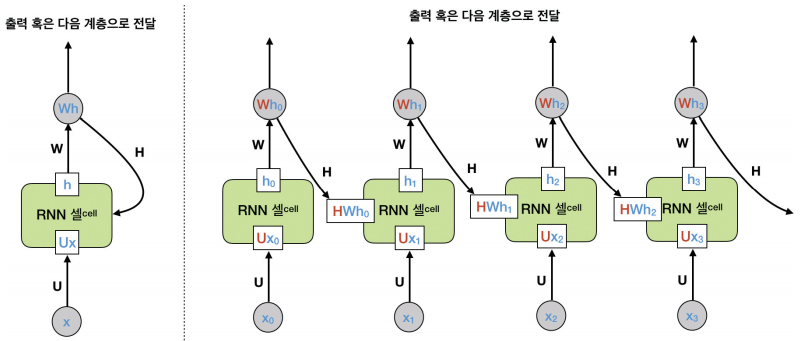 출력 혹은 다음 계층으로 전달
Wh
W
H
h
RNN 셀cell
Ux
U
x
출력 혹은 다음 계층으로 전달
Wh₀
Wh₁
Wh₂
Wh₃
W
H
W
H
W
H
W
H
h₀
h₁
h₂
h₃
RNN 셀cell
HWh₀
RNN 셀cell
HWh₁
RNN 셀cell
HWh₂
RNN 셀cell
Ux₀
Ux₁
Ux₂
Ux₃
U
U
U
U
x₀
x₁
x₂
x₃